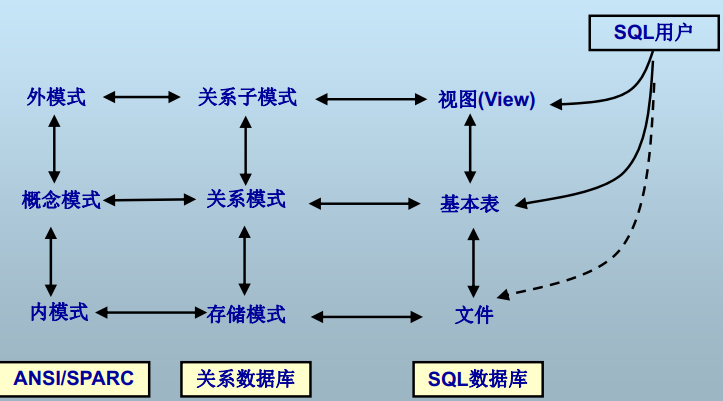 SQL用户
外模式
关系子模式
视图(View)
概念模式
关系模式
基本表
内模式
存储模式
文件
ANSI/SPARC
关系数据库
SQL数据库